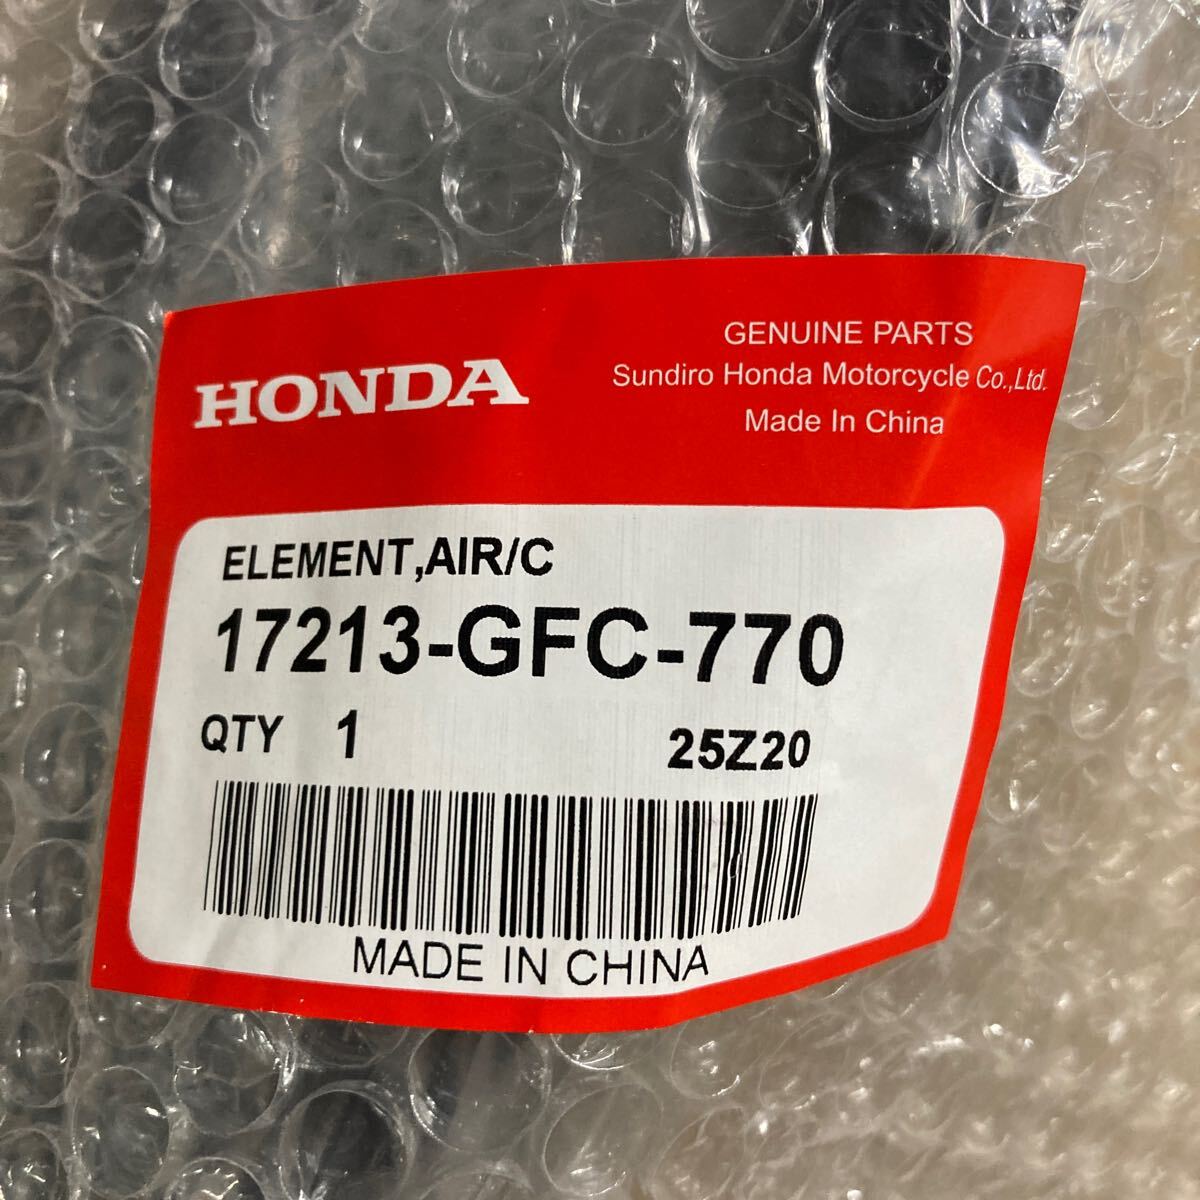 HONDA
GENUINE PARTS
Sundiro Honda Motorcycle Co.,Ltd.
Made In China
ELEMENT,AIR/C
17213-GFC-770
QTY 1 25Z20
MADE IN CHINA